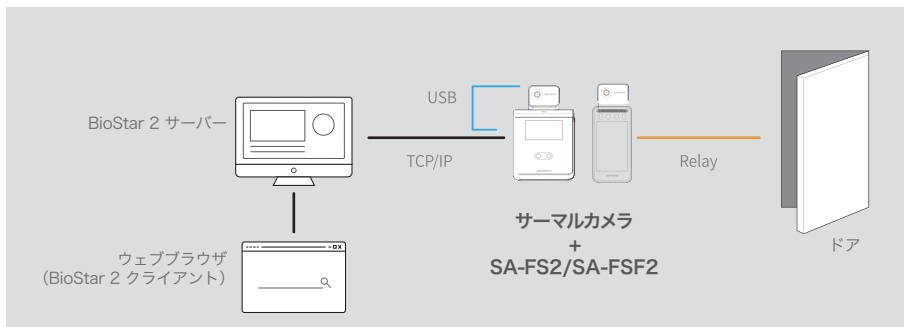 USB
BioStar 2 サーバー
TCP/IP
Relay
サーマルカメラ
+
SA-FS2/SA-FSF2
ドア
ウェブブラウザ
(BioStar 2 クライアント)